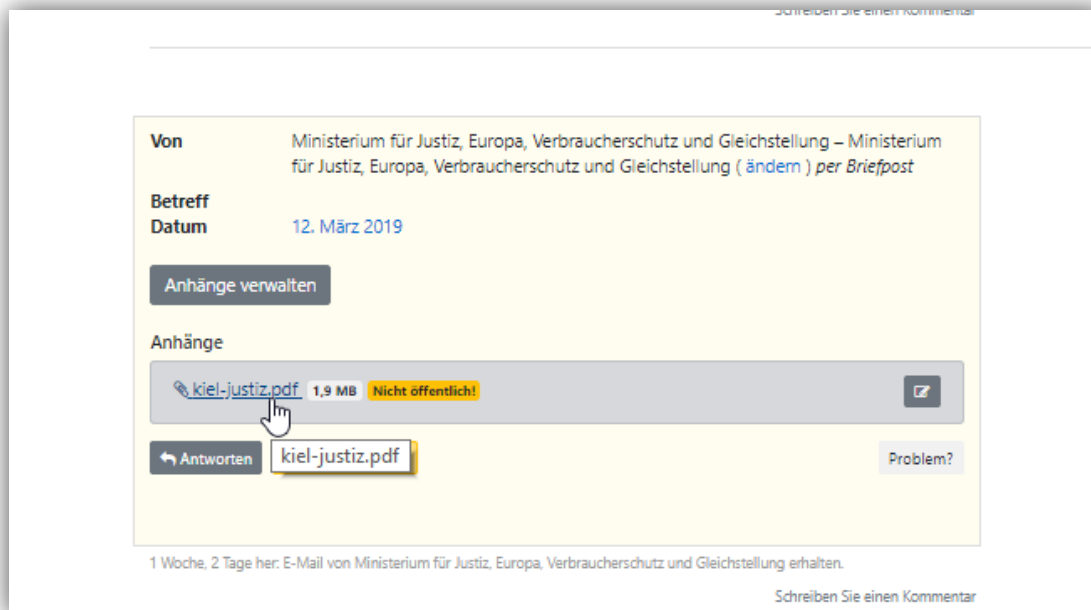 Schreiben Sie einen Kommentar
Von Ministerium für Justiz, Europa, Verbraucherschutz und Gleichstellung – Ministerium
für Justiz, Europa, Verbraucherschutz und Gleichstellung ( ändern ) per Briefpost
Betreff
Datum 12. März 2019
Anhänge verwalten
Anhänge
kiel-justiz.pdf 1,9 MB Nicht öffentlich!
Antworten kiel-justiz.pdf Problem?
1 Woche, 2 Tage her: E-Mail von Ministerium für Justiz, Europa, Verbraucherschutz und Gleichstellung erhalten.
Schreiben Sie einen Kommentar